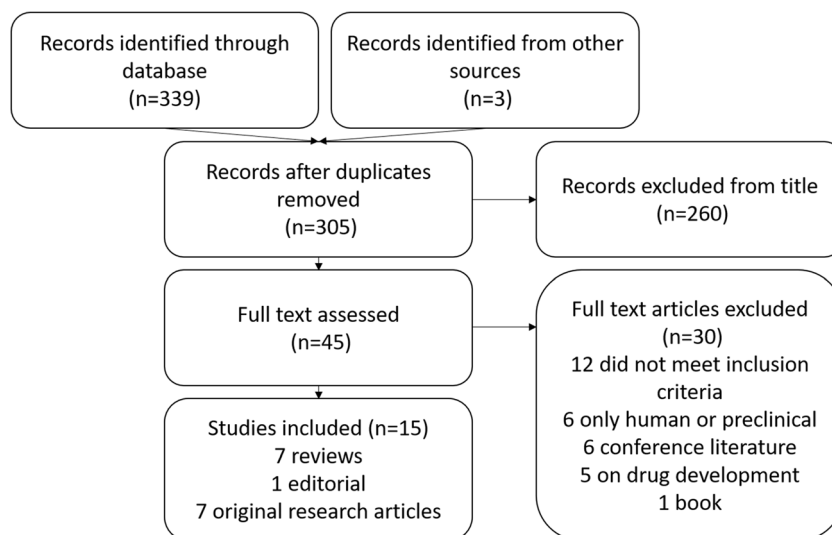 Records identified through
database
(n=339)
Records identified from other
sources
(n=3)
Records after duplicates
removed
(n=305)
Records excluded from title
(n=260)
Full text assessed
(n=45)
Full text articles excluded
(n=30)
12 did not meet inclusion
criteria
6 only human or preclinical
6 conference literature
5 on drug development
1 book
Studies included (n=15)
7 reviews
1 editorial
7 original research articles